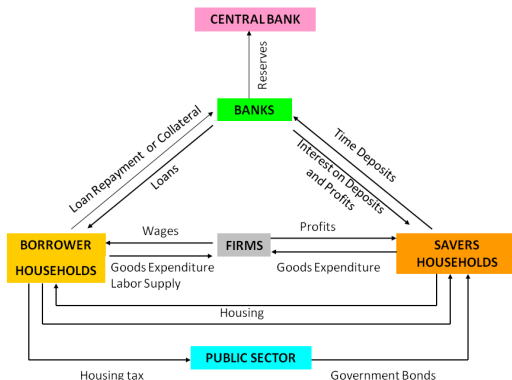 CENTRAL BANK
Reserves
BANKS
Loan Repayment or Collateral
Loans
Time Deposits
Interest on Deposits
and Profits
BORROWER
HOUSEHOLDS
Wages
FIRMS
Profits
SAVERS
HOUSEHOLDS
Goods Expenditure
Labor Supply
Goods Expenditure
Housing
PUBLIC SECTOR
Housing tax
Government Bonds